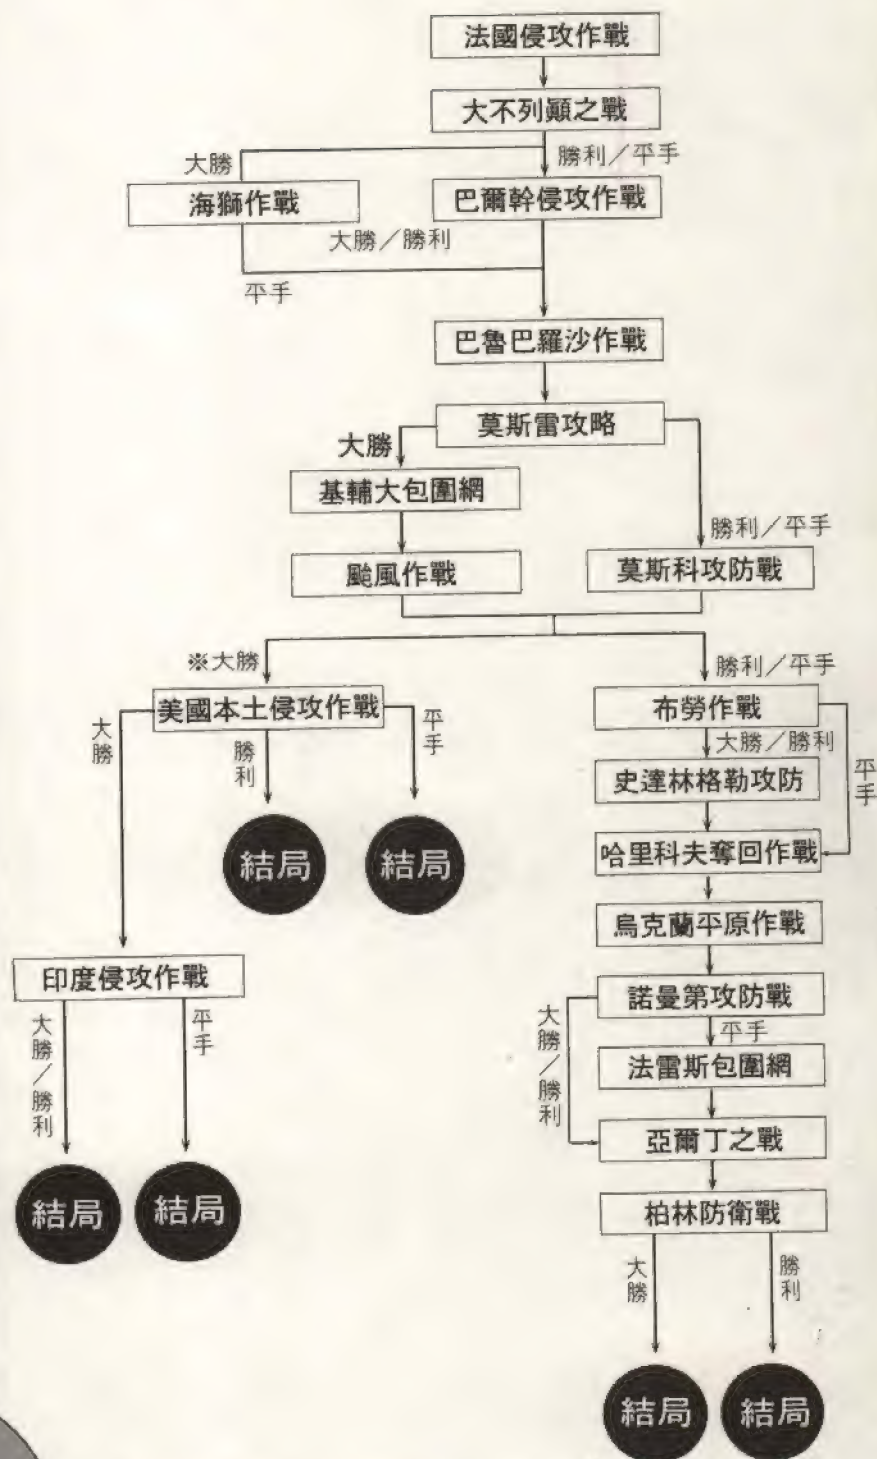 法國侵攻作戰
大不列顛之戰
大勝
勝利／平手
海獅作戰
巴爾幹侵攻作戰
大勝／勝利
平手
巴魯巴羅沙作戰
莫斯雷攻略
大勝
基輔大包圍網
勝利／平手
颱風作戰
莫斯科攻防戰
※大勝
勝利／平手
美國本土侵攻作戰
布勞作戰
大勝
勝利
平手
大勝／勝利
平手
史達林格勒攻防
結局
結局
哈里科夫奪回作戰
烏克蘭平原作戰
印度侵攻作戰
諾曼第攻防戰
大勝／勝利
平手
大勝／勝利
平手
法雷斯包圍網
亞爾丁之戰
結局
結局
柏林防衛戰
大勝
勝利
結局
結局